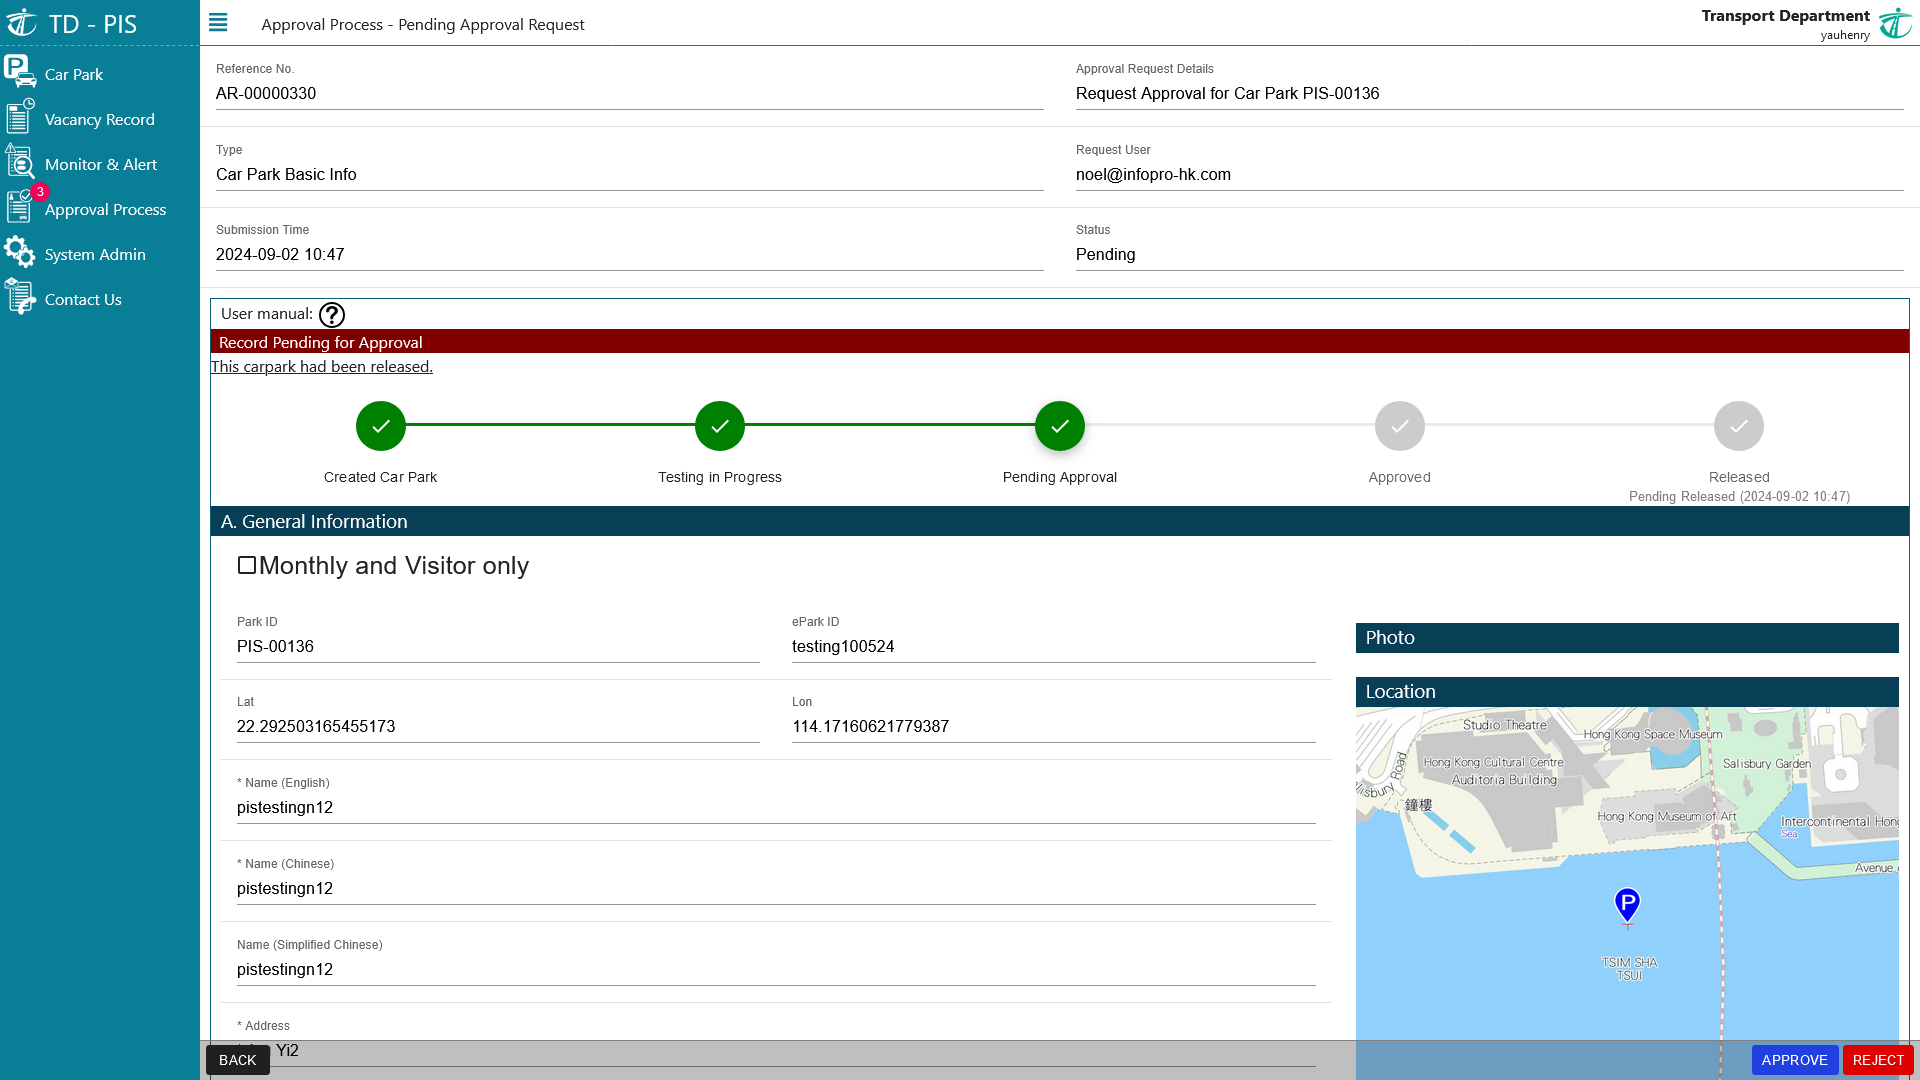 TD - PIS
Approval Process - Pending Approval Request
Transport Department
yauhenry
Car Park
Vacancy Record
Monitor & Alert
3
Approval Process
System Admin
Contact Us
Reference No.
AR-00000330
Approval Request Details
Request Approval for Car Park PIS-00136
Type
Car Park Basic Info
Request User
noel@infopro-hk.com
Submission Time
2024-09-02 10:47
Status
Pending
User manual:
Record Pending for Approval
This carpark had been released.
Created Car Park
Testing in Progress
Pending Approval
Approved
Released
Pending Released (2024-09-02 10:47)
A. General Information
Monthly and Visitor only
Park ID
PIS-00136
ePark ID
testing100524
Lat
22.292503165455173
Lon
114.17160621779387
* Name (English)
pistestingn12
* Name (Chinese)
pistestingn12
Name (Simplified Chinese)
pistestingn12
* Address
Yi2
Photo
Location
Studio Theatre
Hong Kong Space Museum
Hong Kong Cultural Centre
Auditoria Building
Salisbury Garden
Road
鐘樓
Hong Kong Museum of Art
Intercontinental
Sea
Avenue
P
TSIM SHA
TSUI
BACK
APPROVE
REJECT